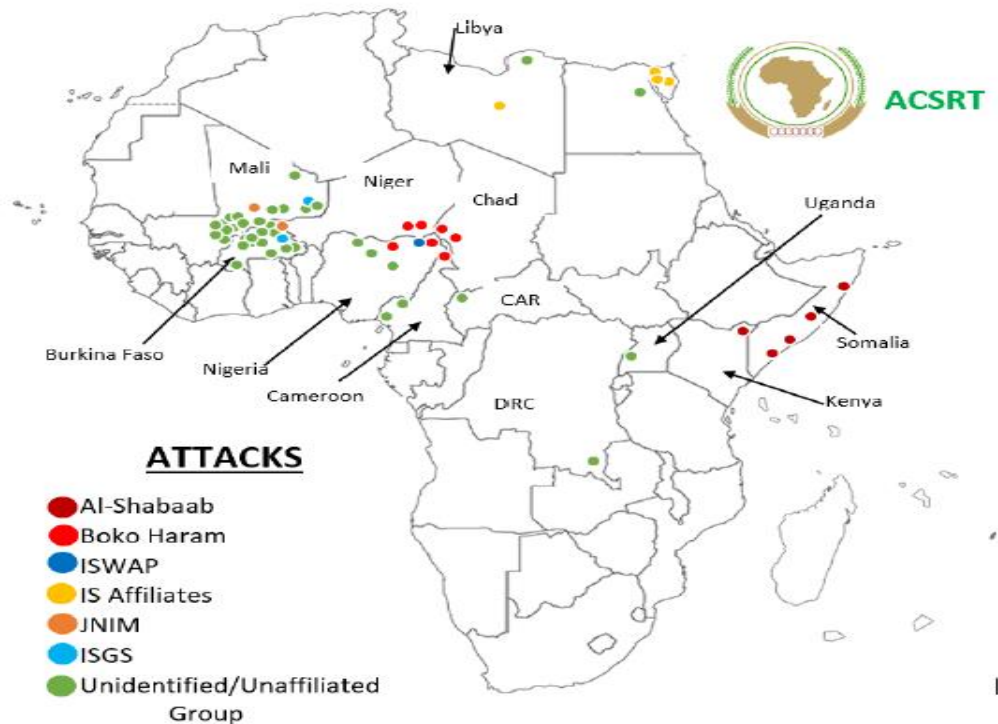 Libya
ACSRT
Mali
Niger
Chad
Uganda
CAR
Burkina Faso
Nigeria
Cameroon
Somalia
Kenya
DRC
ATTACKS
Al-Shabaab
Boko Haram
ISWAP
IS Affiliates
JNIM
ISGS
Unidentified/Unaffiliated
Group